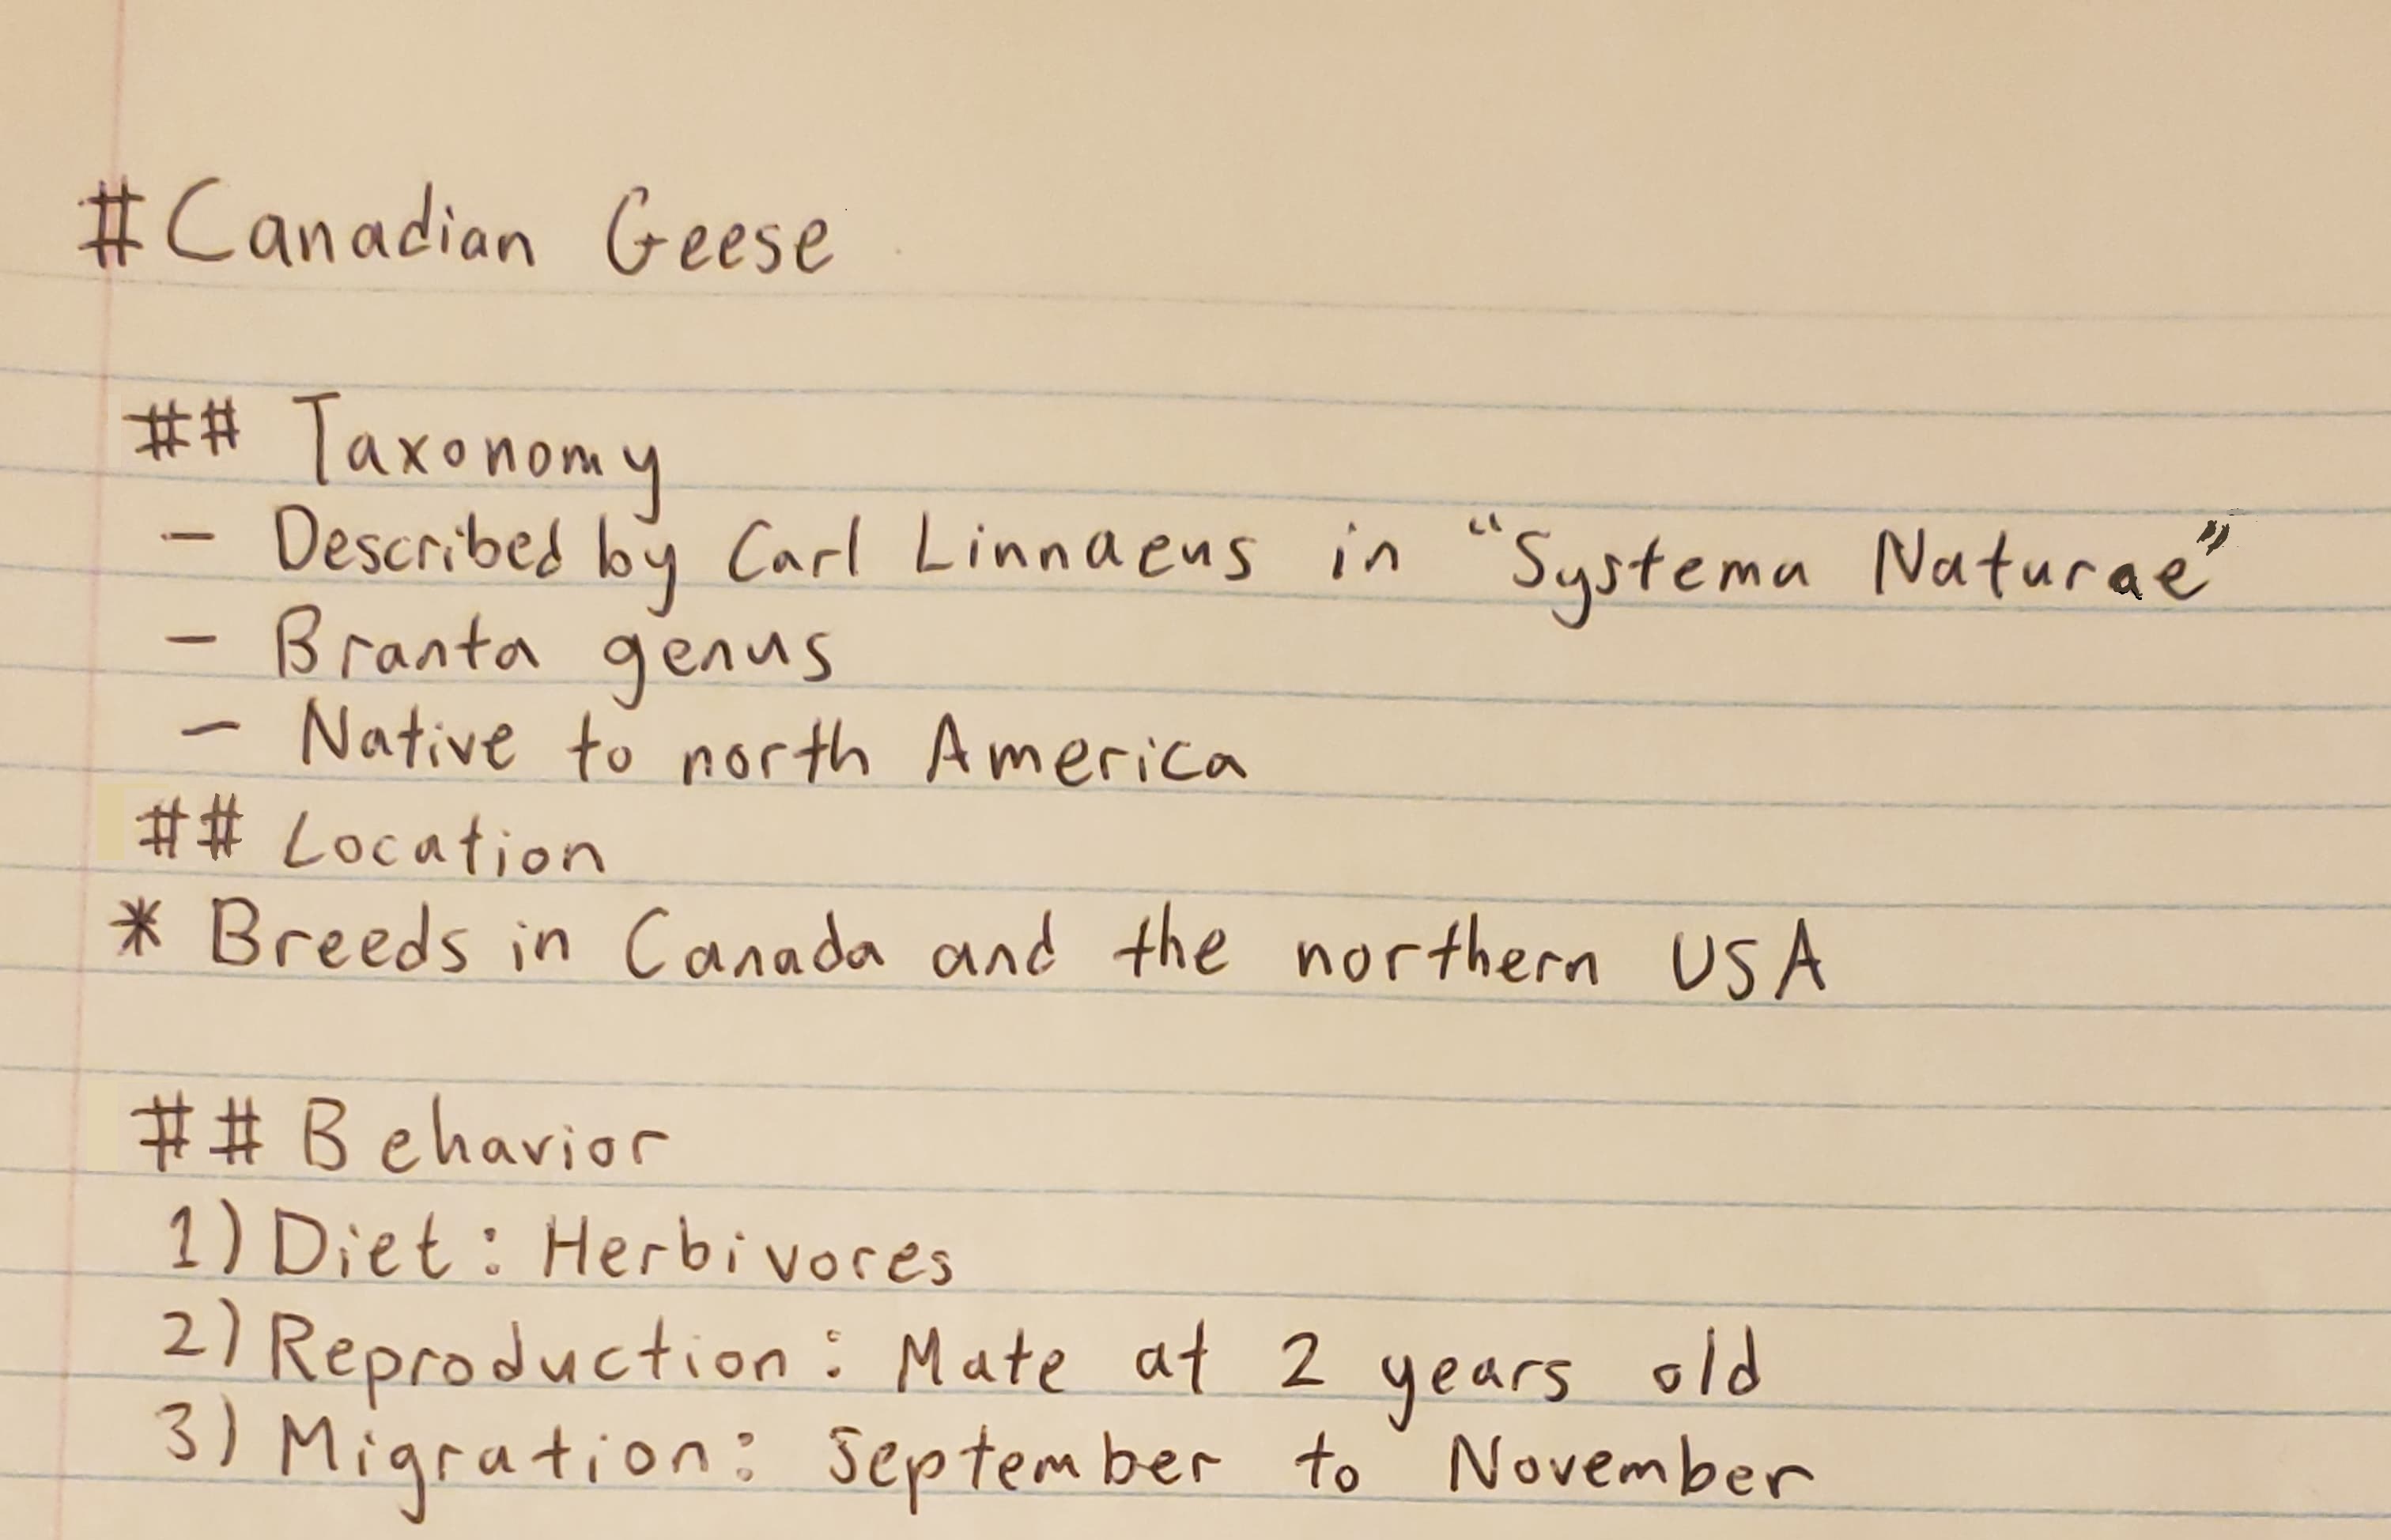 #Canadian Geese
## Taxonomy
- Described by Carl Linnaeus in "Systema Naturae"
- Branta genus
- Native to north America
## Location
* Breeds in Canada and the northern USA
## Behavior
1) Diet: Herbivores
2) Reproduction: Mate at 2 years old
3) Migration: September to November